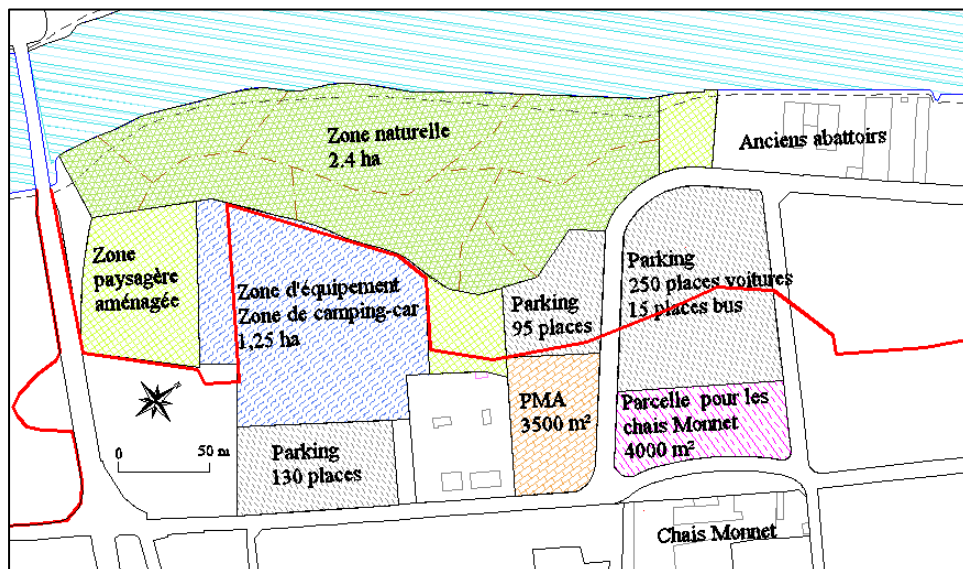 Zone naturelle
2.4 ha
Anciens abattoirs
Zone
paysagère
aménagée
Zone d'équipement
Zone de camping-car
1,25 ha
Parking
95 places
Parking
250 places voitures
15 places bus
PMA
3500 m²
Parcelle pour les
chais Monnet
4000 m²
0 50 m
Parking
130 places
Chais Monnet